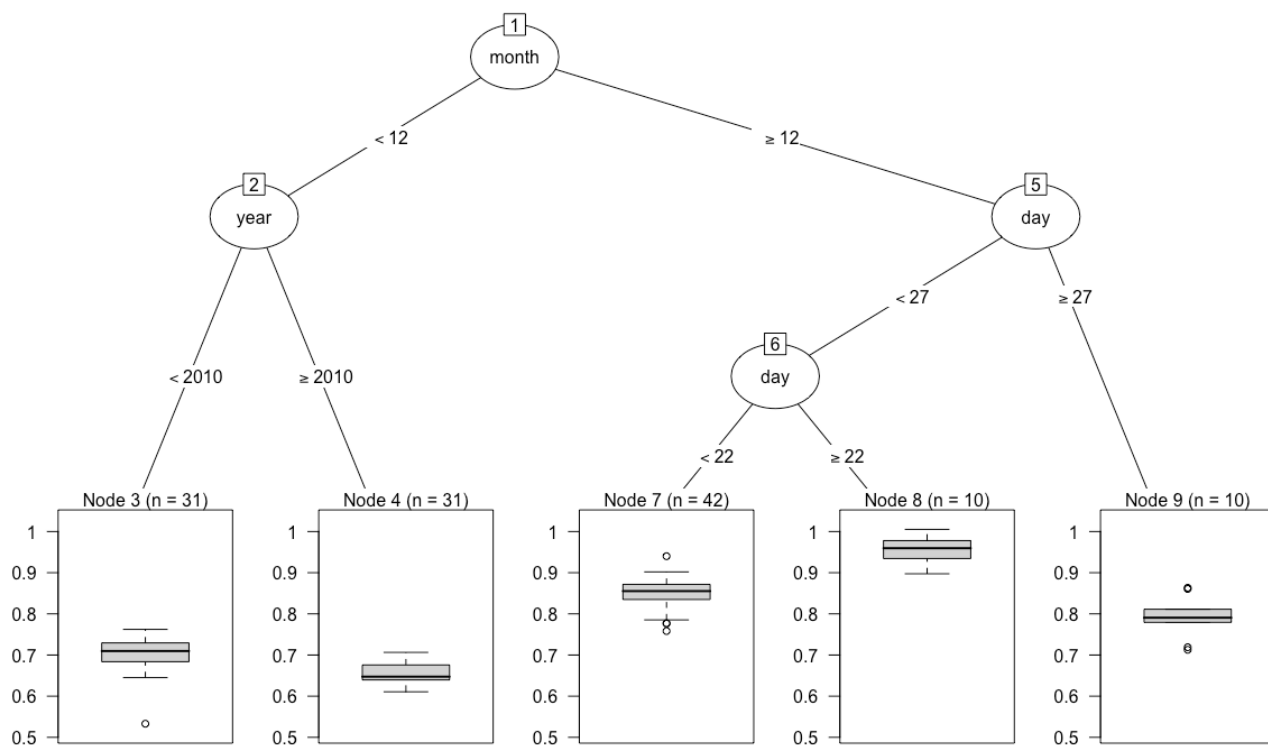 1
month
< 12
≥ 12
2
year
5
day
< 27
≥ 27
6
day
< 2010
≥ 2010
< 22
≥ 22
Node 3 (n = 31)
Node 4 (n = 31)
Node 7 (n = 42)
Node 8 (n = 10)
Node 9 (n = 10)
1 1 1 1 1
0.9 0.9 0.9 0.9 0.9
0.8 0.8 0.8 0.8 0.8
0.7 0.7 0.7 0.7 0.7
0.6 0.6 0.6 0.6 0.6
0.5 0.5 0.5 0.5 0.5